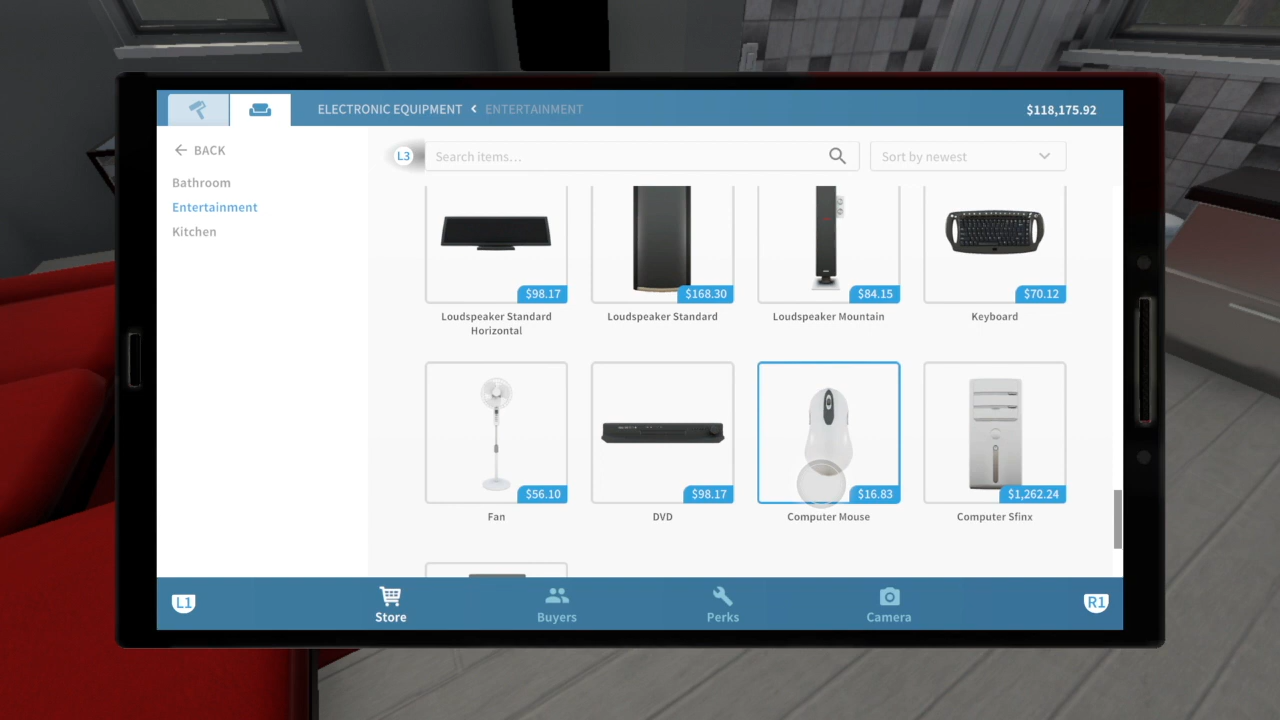 ELECTRONIC EQUIPMENT < ENTERTAINMENT
$118,175.92
BACK
Bathroom
Entertainment
Kitchen
L3
Search items...
Sort by newest
$98.17
$168.30
$84.15
$70.12
Loudspeaker Standard
Horizontal
Loudspeaker Standard
Loudspeaker Mountain
Keyboard
$56.10
$98.17
$16.83
$1,262.24
Fan
DVD
Computer Mouse
Computer Sfinx
L1
Store
Buyers
Perks
Camera
R1